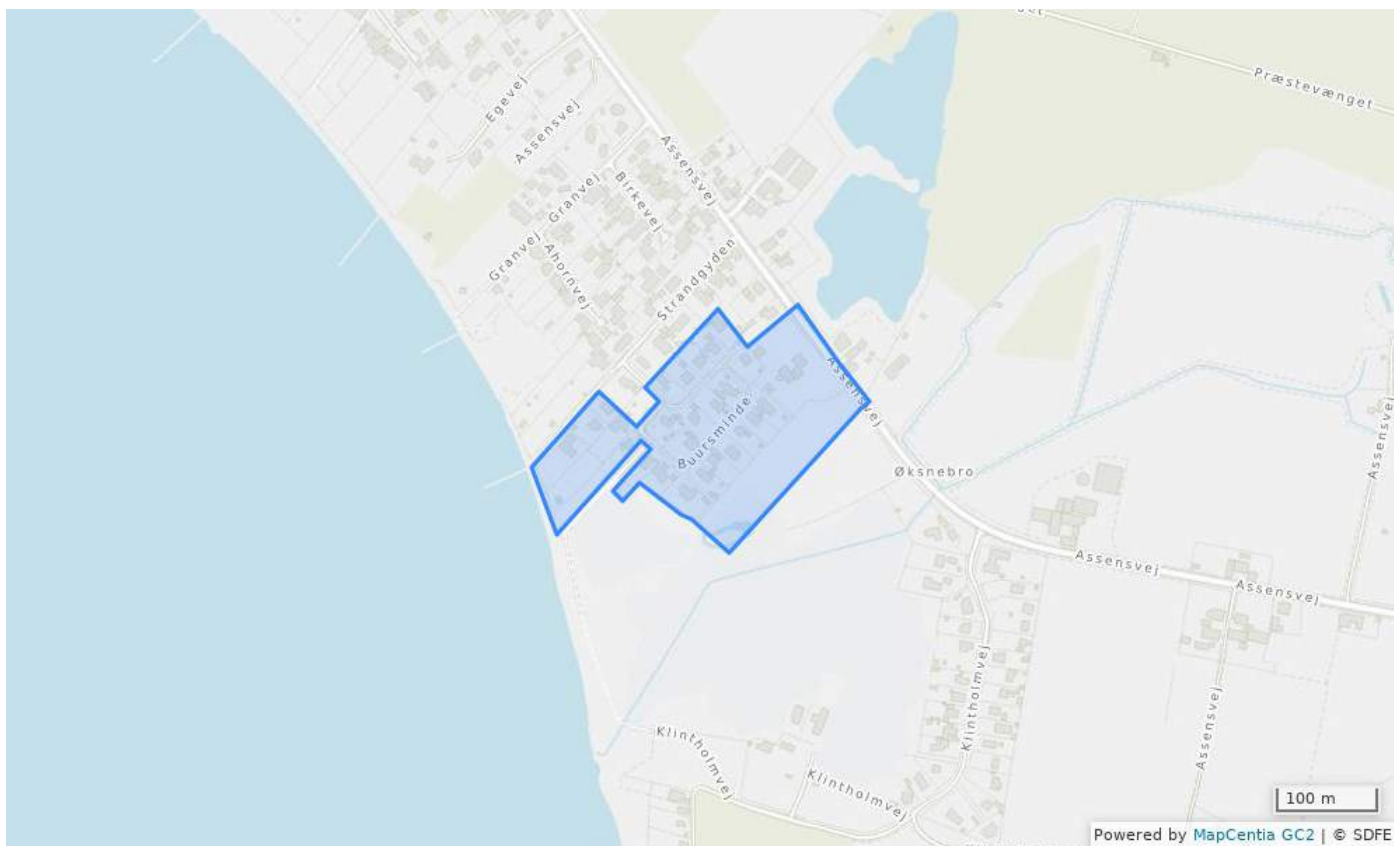 Præstevænget
Egevej
Assensvej
Assensvej
Granvej
Granvej
Birkevej
Ahornvej
Strandgyden
Assensvej
Buursminde
Øksnebro
Assensvej
Assensvej
Assensvej
Assensvej
Klintholmvej
Klintholmvej
Klintholmvej
100 m
Powered by MapCentia GC2 | © SDFE